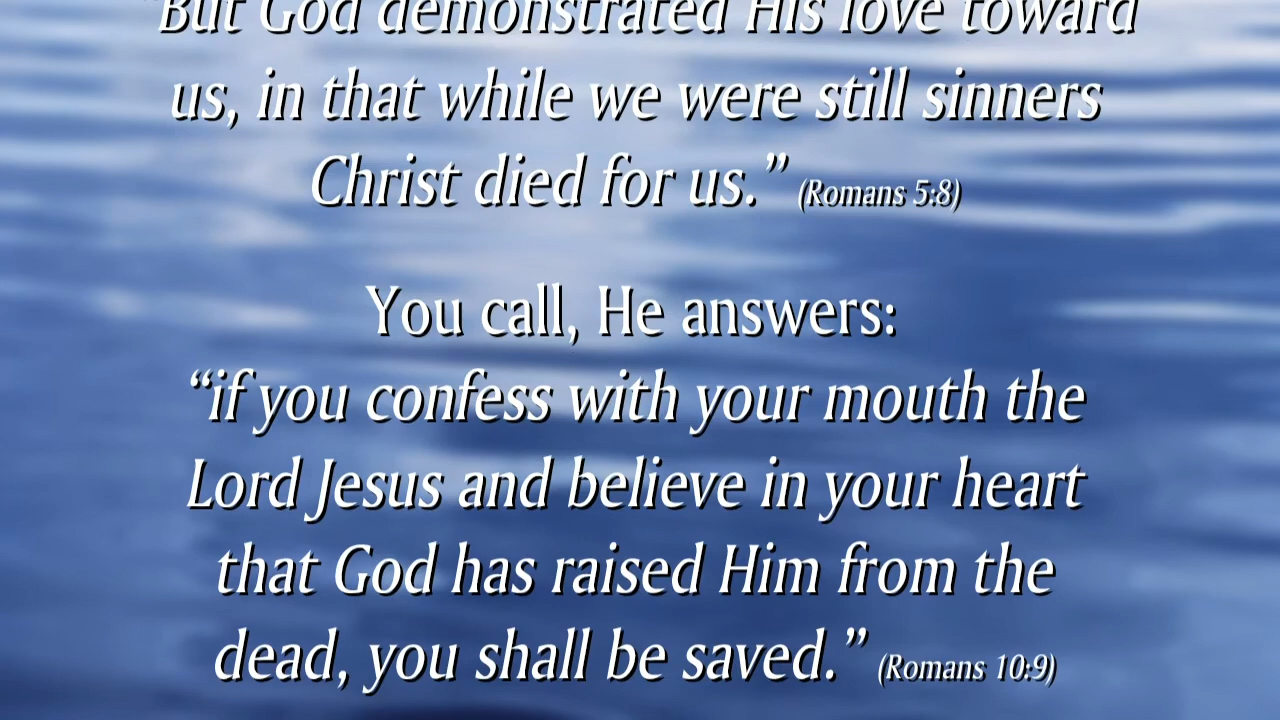 "But God demonstrated His love toward
us, in that while we were still sinners
Christ died for us.” (Romans 5:8)
You call, He answers:
“if you confess with your mouth the
Lord Jesus and believe in your heart
that God has raised Him from the
dead, you shall be saved.” (Romans 10:9)